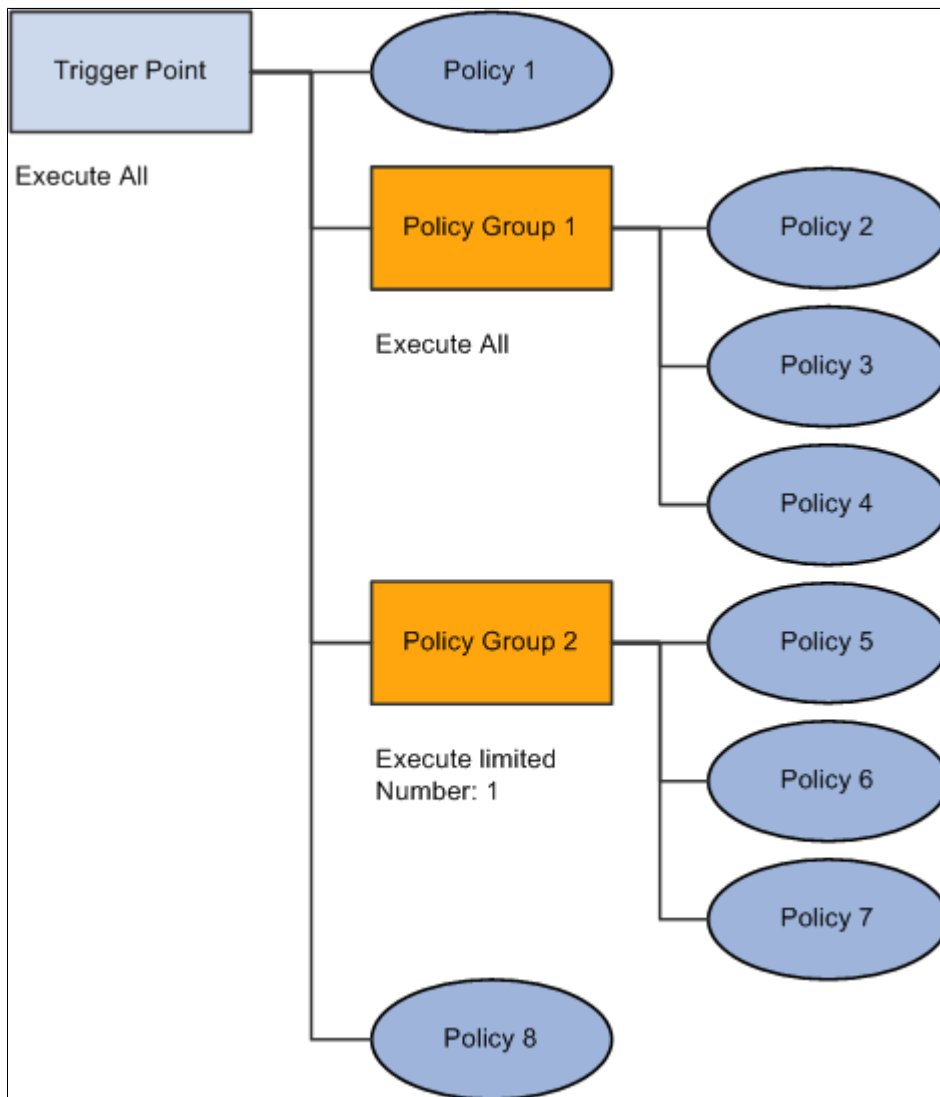 Trigger Point
Policy 1
Execute All
Policy Group 1
Policy 2
Execute All
Policy 3
Policy 4
Policy Group 2
Policy 5
Execute limited
Number: 1
Policy 6
Policy 7
Policy 8